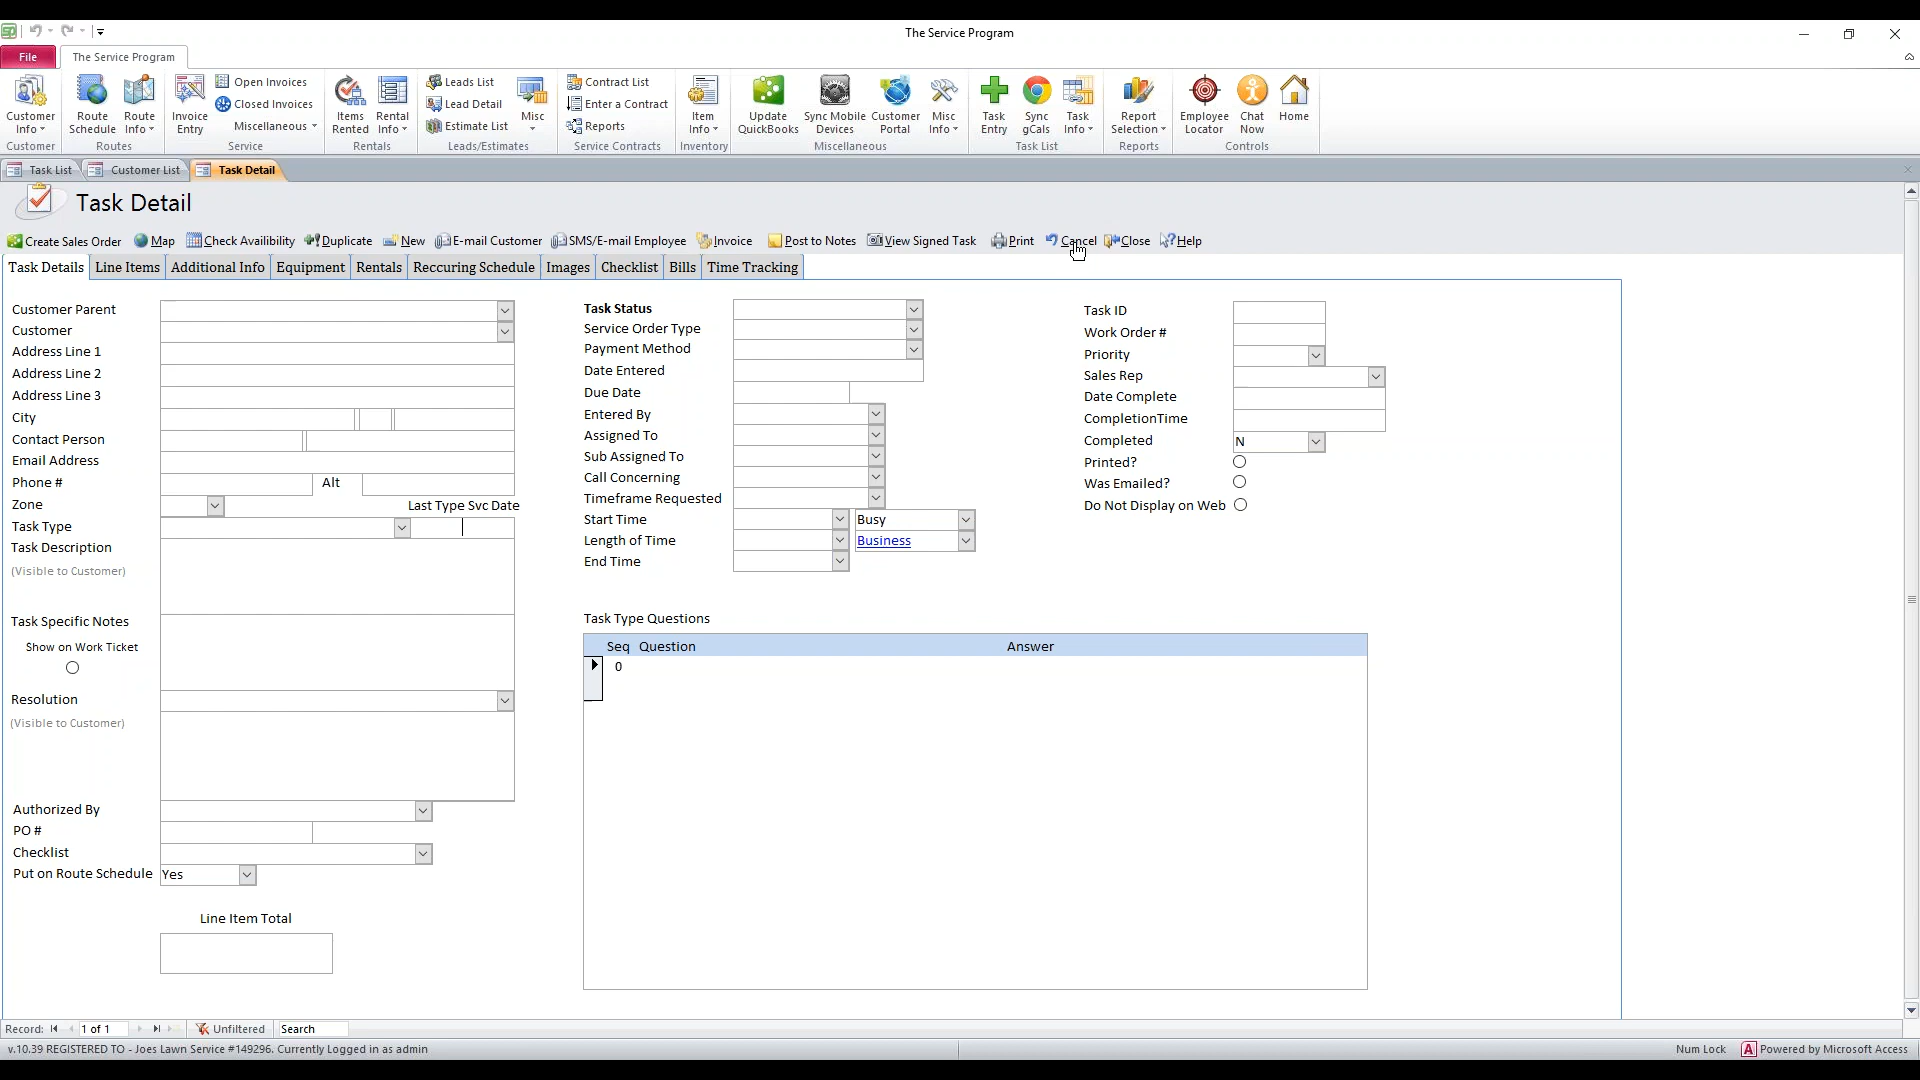 The Service Program
File
The Service Program
Customer Info
Customer
Route Schedule
Route Info
Routes
Invoice Entry
Open Invoices
Closed Invoices
Miscellaneous
Service
Items Rented
Rental Info
Rentals
Leads List
Lead Detail
Estimate List
Misc
Leads/Estimates
Contract List
Enter a Contract
Reports
Service Contracts
Item Info
Inventory
Update QuickBooks
Sync Mobile Devices
Customer Portal
Misc Info
Miscellaneous
Task Entry
Sync gCals
Task Info
Task List
Report Selection
Reports
Employee Locator
Chat Now
Home
Controls
Task List
Customer List
Task Detail
Task Detail
Create Sales Order
Map
Check Availibility
Duplicate
New
E-mail Customer
SMS/E-mail Employee
Invoice
Post to Notes
View Signed Task
Print
Cancel
Close
Help
Task Details
Line Items
Additional Info
Equipment
Rentals
Reccuring Schedule
Images
Checklist
Bills
Time Tracking
Customer Parent
Customer
Address Line 1
Address Line 2
Address Line 3
City
Contact Person
Email Address
Phone #
Alt
Zone
Last Type Svc Date
Task Type
Task Description
(Visible to Customer)
Task Specific Notes
Show on Work Ticket
Resolution
(Visible to Customer)
Authorized By
PO #
Checklist
Put on Route Schedule Yes
Line Item Total
Task Status
Service Order Type
Payment Method
Date Entered
Due Date
Entered By
Assigned To
Sub Assigned To
Call Concerning
Timeframe Requested
Start Time
Busy
Length of Time
Business
End Time
Task Type Questions
Seq Question Answer
0
Task ID
Work Order #
Priority
Sales Rep
Date Complete
CompletionTime
Completed N
Printed?
Was Emailed?
Do Not Display on Web
Record: 1 of 1 Unfiltered Search
v.10.39 REGISTERED TO - Joes Lawn Service #149296. Currently Logged in as admin
Num Lock
Powered by Microsoft Access